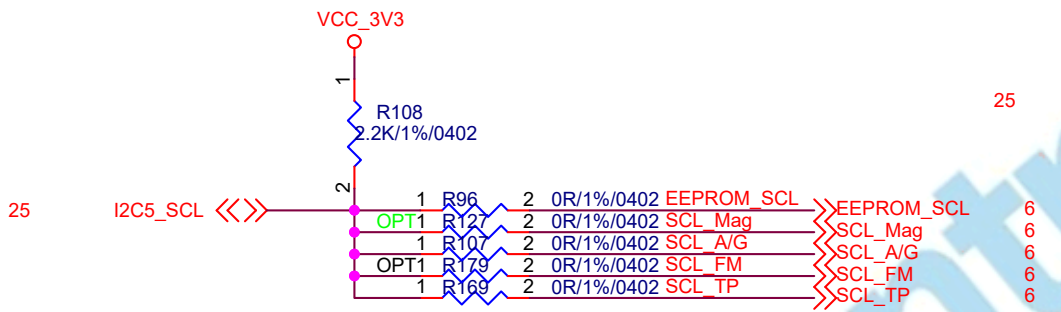 VCC_3V3
1
25
R108
2.2K/1%/0402
2
25 I2C5_SCL
1 R96 2 0R/1%/0402 EEPROM_SCL EEPROM_SCL 6
OPT1 R127 2 0R/1%/0402 SCL_Mag SCL_Mag 6
1 R107 2 0R/1%/0402 SCL_A/G SCL_A/G 6
OPT1 R179 2 0R/1%/0402 SCL_FM SCL_FM 6
1 R169 2 0R/1%/0402 SCL_TP SCL_TP 6